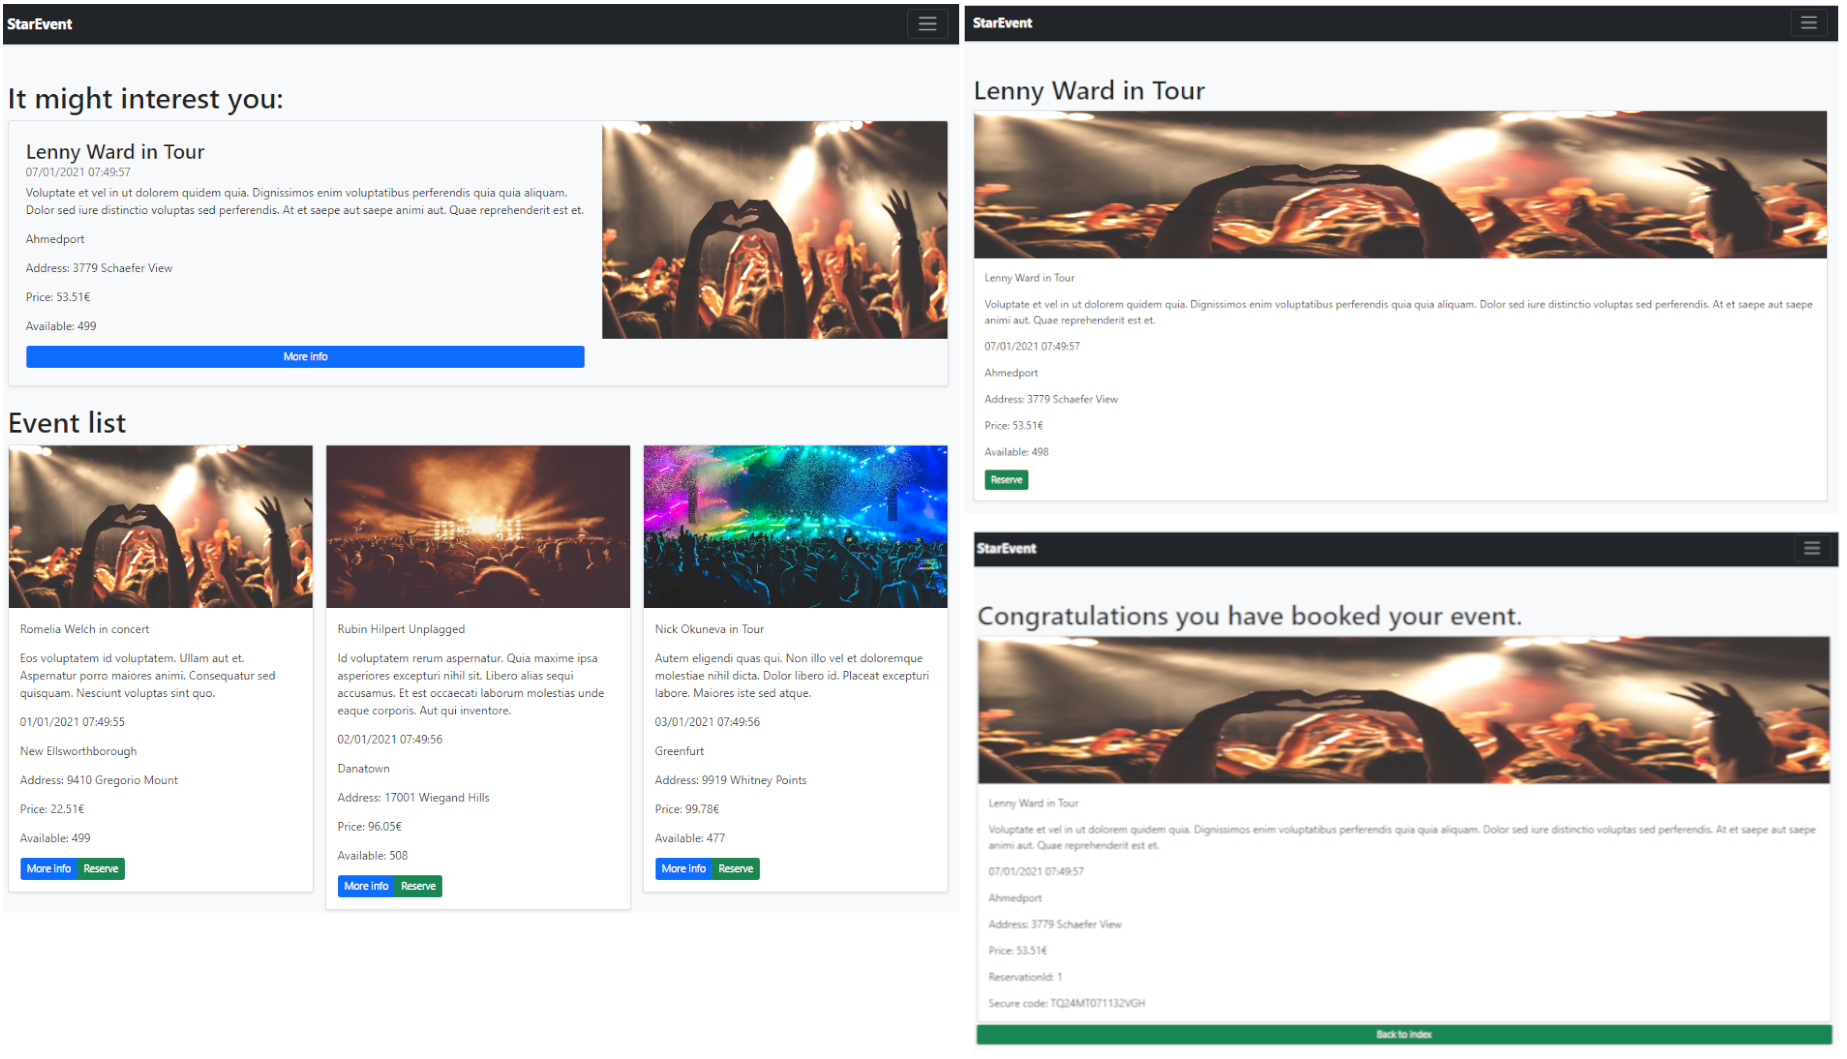 StarEvent
It might interest you:
Lenny Ward in Tour
07/01/2021 07:49:57
Voluptate et vel in ut dolorem quidem quia. Dignissimos enim voluptatibus perferendis quia quia aliquam.
Dolor sed iure distinctio voluptas sed perferendis. At et saepe aut saepe animi aut. Quae reprehenderit est et.
Ahmedport
Address: 3779 Schaefer View
Price: 53.51€
Available: 499
More info
Event list
Romelia Welch in concert
Eos voluptatem id voluptatem. Ullam aut et.
Aspernatur porro maiores animi. Consequatur sed
quisquam. Nesciunt voluptas sint quo.
01/01/2021 07:49:55
New Ellsworthborough
Address: 9410 Gregorio Mount
Price: 22.51€
Available: 499
More info Reserve
Rubin Hilpert Unplagged
Id voluptatem rerum aspernatur. Quia maxime ipsa
asperiores excepturi nihil sit. Libero alias sequi
accusamus. Et est occaecati laborum molestias unde
eaque corporis. Aut qui inventore.
02/01/2021 07:49:56
Danatown
Address: 17001 Wiegand Hills
Price: 96.05€
Available: 508
More info Reserve
Nick Okuneva in Tour
Autem eligendi quas qui. Non illo vel et doloremque
molestiae nihil dicta. Dolor libero id. Placeat excepturi
labore. Maiores iste sed atque.
03/01/2021 07:49:56
Greenfurt
Address: 9919 Whitney Points
Price: 99.78€
Available: 477
More info Reserve
StarEvent
Lenny Ward in Tour
Lenny Ward in Tour
Voluptate et vel in ut dolorem quidem quia. Dignissimos enim voluptatibus perferendis quia quia aliquam. Dolor sed iure distinctio voluptas sed perferendis. At et saepe aut saepe
animi aut. Quae reprehenderit est et.
07/01/2021 07:49:57
Ahmedport
Address: 3779 Schaefer View
Price: 53.51€
Available: 498
Reserve
StarEvent
Congratulations you have booked your event.
Lenny Ward in Tour
Voluptate et vel in ut dolorem quidem quia. Dignissimos enim voluptatibus perferendis quia quia aliquam. Dolor sed iure distinctio voluptas sed perferendis. At et saepe aut saepe
animi aut. Quae reprehenderit est et.
07/01/2021 07:49:57
Ahmedport
Address: 3779 Schaefer View
Price: 53.51€
ReservationId: 1
Secure code: TQ24MT071132VGH
Back to index